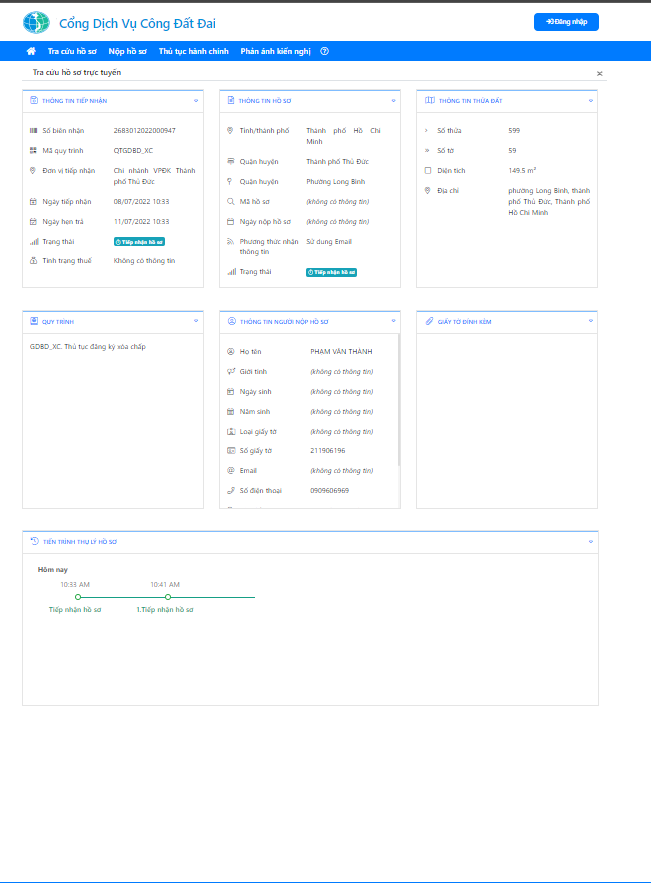 Cổng Dịch Vụ Công Đất Đai
Đăng nhập
Tra cứu hồ sơ Nộp hồ sơ Thủ tục hành chính Phản ánh kiến nghị
Tra cứu hồ sơ trực tuyến
THÔNG TIN TIẾP NHẬN
Số biên nhận 2683012022000947
Mã quy trình QTGDBD_XC
Đơn vị tiếp nhận Chi nhánh VPĐK Thành
phố Thủ Đức
Ngày tiếp nhận 08/07/2022 10:33
Ngày hẹn trả 11/07/2022 10:33
Trạng thái Tiếp nhận hồ sơ
Tình trạng thuế Không có thông tin
THÔNG TIN HỒ SƠ
Tỉnh/thành phố Thành phố Hồ Chí
Minh
Quận huyện Thành phố Thủ Đức
Quận huyện Phường Long Bình
Mã hồ sơ (không có thông tin)
Ngày nộp hồ sơ (không có thông tin)
Phương thức nhận Sử dụng Email
thông tin
Trạng thái Tiếp nhận hồ sơ
THÔNG TIN THỬA ĐẤT
Số thửa 599
Số tờ 59
Diện tích 149.5 m²
Địa chỉ phường Long Bình, thành
phố Thủ Đức, Thành phố
Hồ Chí Minh
QUY TRÌNH
GDBD_XC. Thủ tục đăng ký xóa chấp
THÔNG TIN NGƯỜI NỘP HỒ SƠ
Họ tên PHẠM VĂN THÀNH
Giới tính (không có thông tin)
Ngày sinh (không có thông tin)
Năm sinh (không có thông tin)
Loại giấy tờ (không có thông tin)
Số giấy tờ 211906196
Email (không có thông tin)
Số điện thoại 0909606969
GIẤY TỜ ĐÍNH KÈM
TIẾN TRÌNH THỤ LÝ HỒ SƠ
Hôm nay
10:33 AM 10:41 AM
Tiếp nhận hồ sơ 1.Tiếp nhận hồ sơ